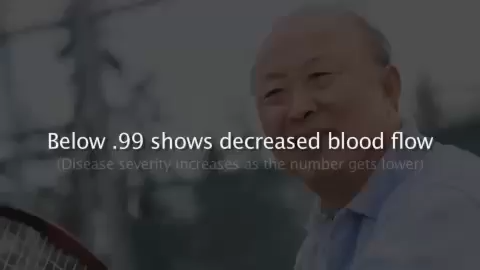 Below .99 shows decreased blood flow
(Disease severity increases as the number gets lower)